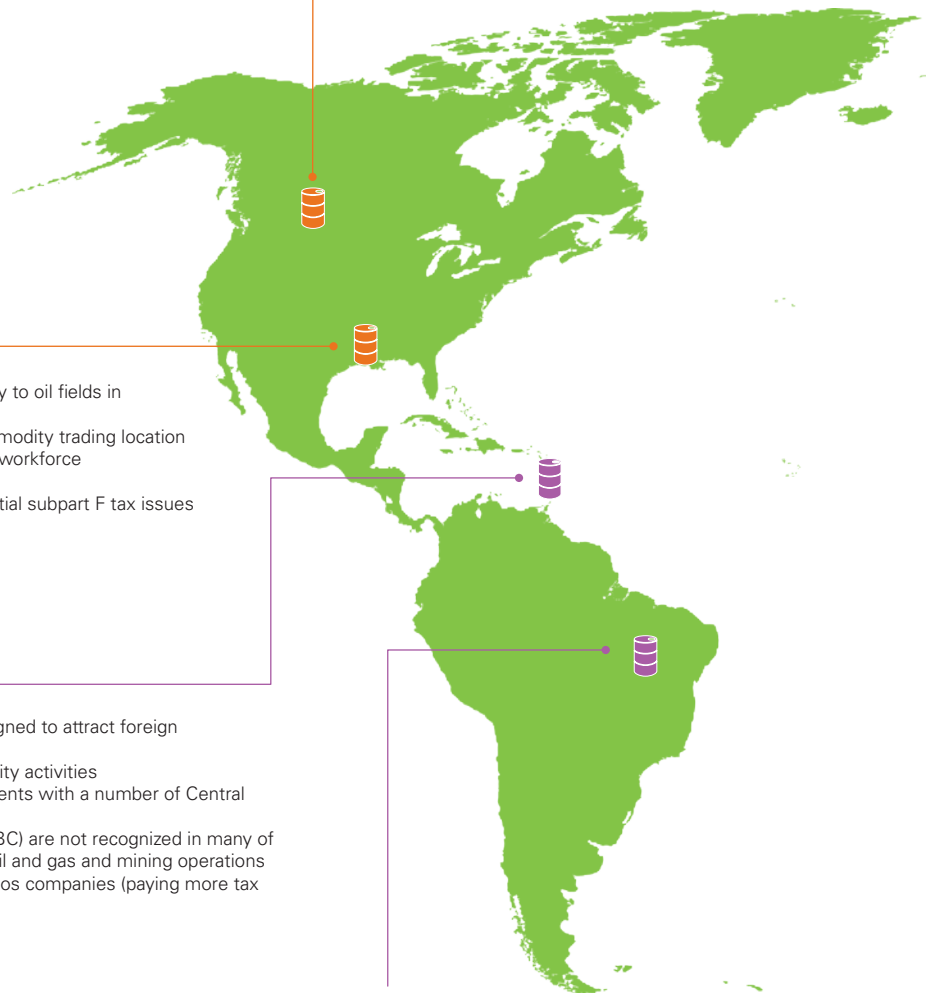 y to oil fields in
modity trading location
workforce
tial subpart F tax issues
gned to attract foreign
ity activities
ents with a number of Central
BC) are not recognized in many of
il and gas and mining operations
os companies (paying more tax